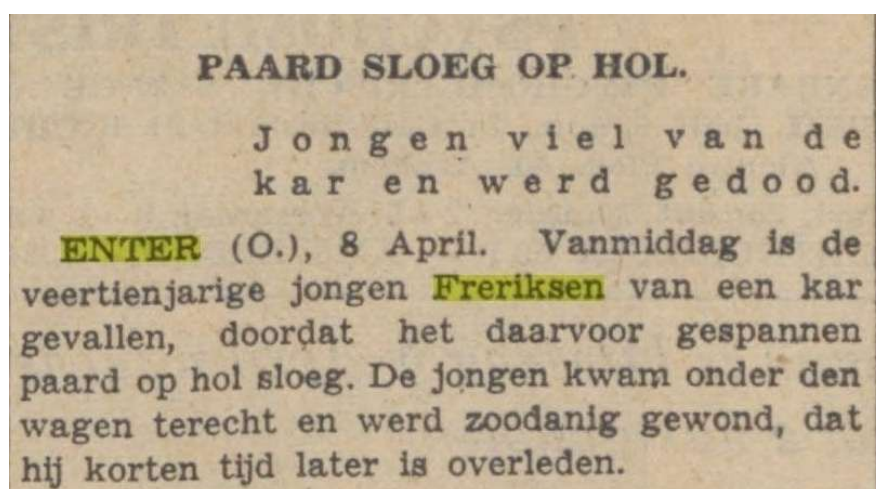 PAARD SLOEG OP HOL.
Jongen viel van de
kar en werd gedood.
ENTER (O.), 8 April. Vanmiddag is de
veertienjarige jongen Freriksen van een kar
gevallen, doordat het daarvoor gespannen
paard op hol sloeg. De jongen kwam onder den
wagen terecht en werd zoodanig gewond, dat
hij korten tijd later is overleden.